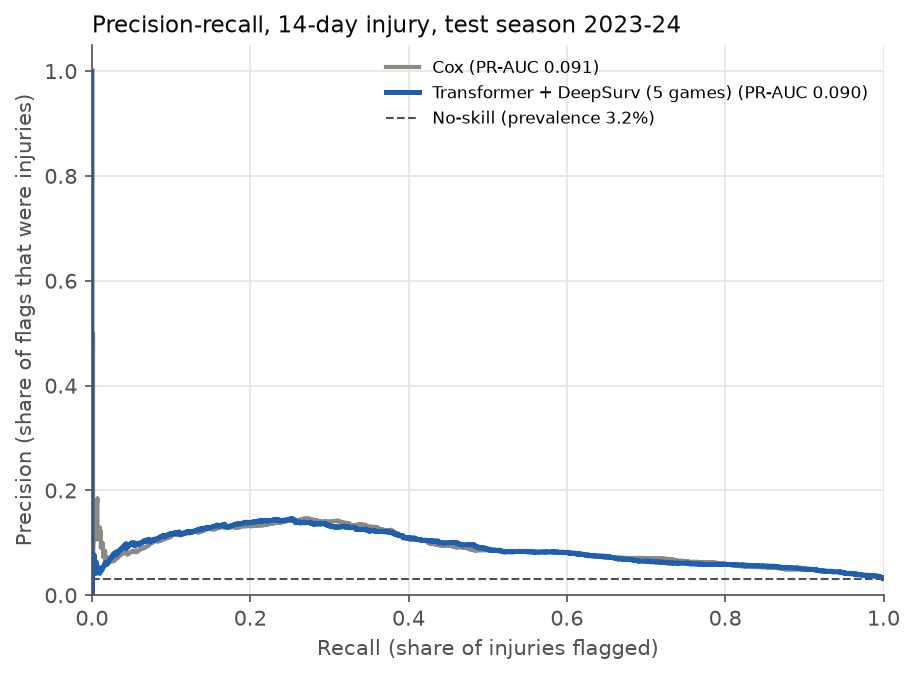 Precision-recall, 14-day injury, test season 2023-24
Cox (PR-AUC 0.091)
Transformer + DeepSurv (5 games) (PR-AUC 0.090)
No-skill (prevalence 3.2%)
Precision (share of flags that were injuries)
1.0
0.8
0.6
0.4
0.2
0.0
0.0 0.2 0.4 0.6 0.8 1.0
Recall (share of injuries flagged)